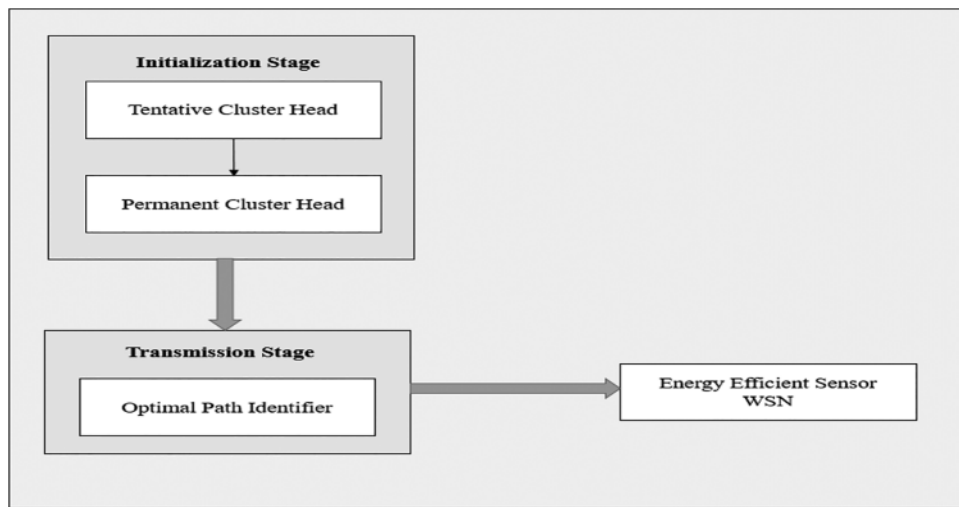 Initialization Stage
Tentative Cluster Head
Permanent Cluster Head
Transmission Stage
Optimal Path Identifier
Energy Efficient Sensor
WSN